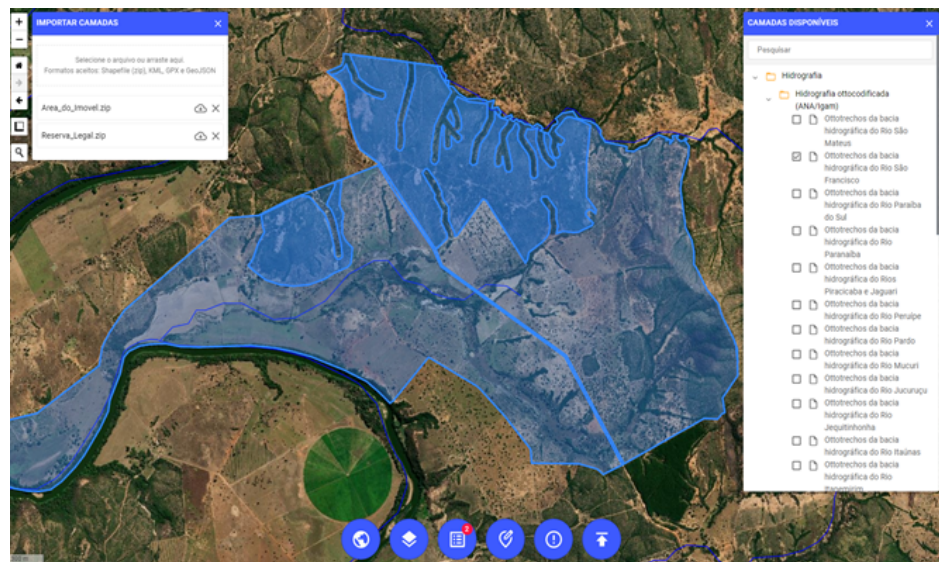 +
IMPORTAR CAMADAS
Selecione o arquivo ou arraste aqui.
Formatos aceitos: Shapefile (zip), KML, GPX e GeoJSON
Area_do_Imovel.zip
Reserva_Legal.zip
CAMADAS DISPONÍVEIS
Pesquisar
Hidrografia
Hidrografia ottocodificada
(ANA/Igam)
Ottotrechos da bacia
hidrográfica do Rio São
Mateus
Ottotrechos da bacia
hidrográfica do Rio São
Francisco
Ottotrechos da bacia
hidrográfica do Rio Paraíba
do Sul
Ottotrechos da bacia
hidrográfica do Rio
Paranaíba
Ottotrechos da bacia
hidrográfica do Rios
Piracicaba e Jaguari
Ottotrechos da bacia
hidrográfica do Rio Peruípe
Ottotrechos da bacia
hidrográfica do Rio Pardo
Ottotrechos da bacia
hidrográfica do Rio Mucuri
Ottotrechos da bacia
hidrográfica do Rio Jucuruçu
Ottotrechos da bacia
hidrográfica do Rio
Jequitinhonha
Ottotrechos da bacia
hidrográfica do Rio Itaúnas
Ottotrechos da bacia
hidrográfica do Rio
Itapemirim